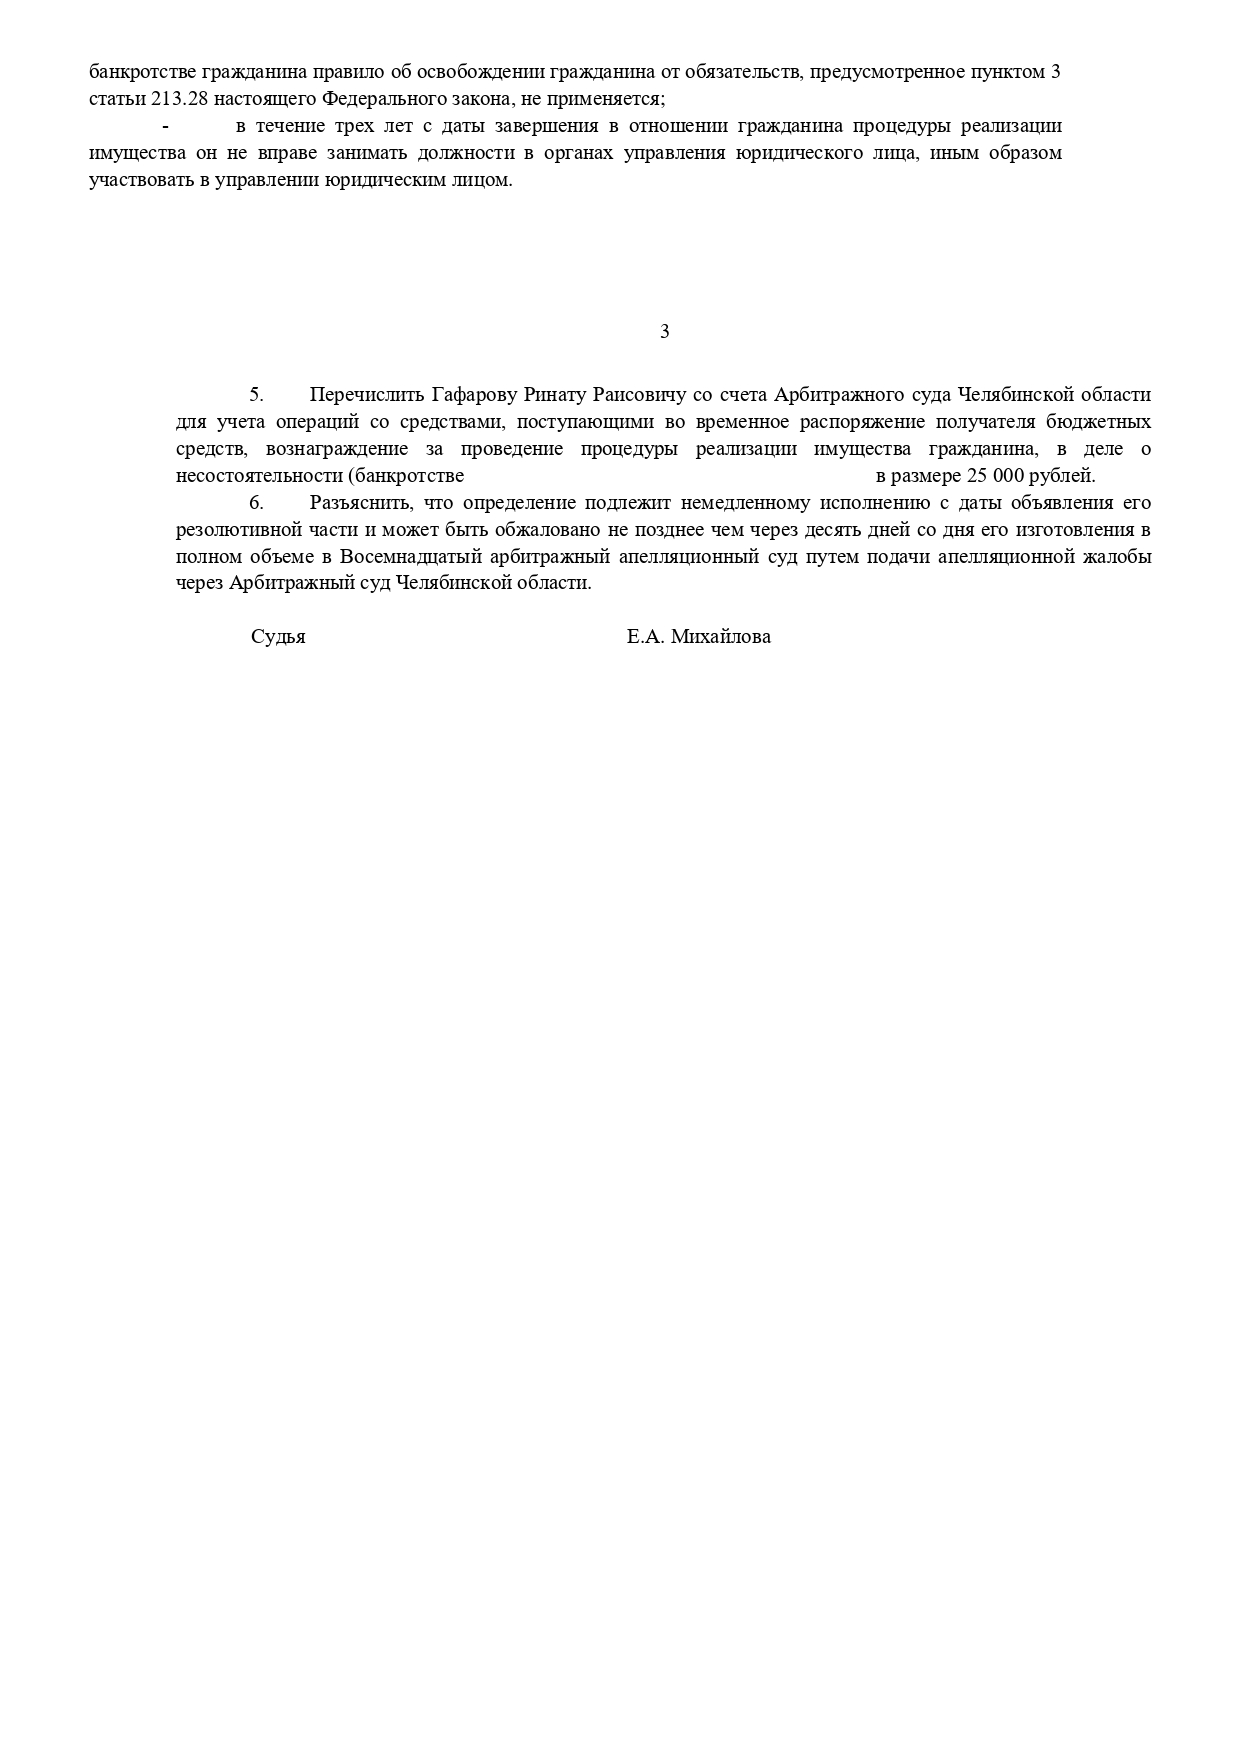 банкротстве гражданина правило об освобождении гражданина от обязательств, предусмотренное пунктом 3
статьи 213.28 настоящего Федерального закона, не применяется;
- в течение трех лет с даты завершения в отношении гражданина процедуры реализации
имущества он не вправе занимать должности в органах управления юридического лица, иным образом
участвовать в управлении юридическим лицом.
3
5. Перечислить Гафарову Ринату Раисовичу со счета Арбитражного суда Челябинской области
для учета операций со средствами, поступающими во временное распоряжение получателя бюджетных
средств, вознаграждение за проведение процедуры реализации имущества гражданина, в деле о
несостоятельности (банкротстве в размере 25 000 рублей.
6. Разъяснить, что определение подлежит немедленному исполнению с даты объявления его
резолютивной части и может быть обжаловано не позднее чем через десять дней со дня его изготовления в
полном объеме в Восемнадцатый арбитражный апелляционный суд путем подачи апелляционной жалобы
через Арбитражный суд Челябинской области.
Судья Е.А. Михайлова